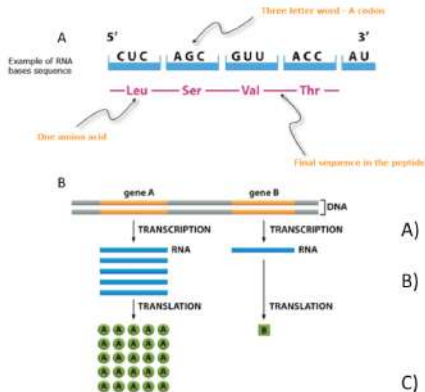 Three letter word - A codon
A 5' 3'
Example of RNA
bases sequence
CUC AGC GUU ACC AU
Leu Ser Val Thr
One amino acid
Final sequence in the peptide
B
gene A gene B
DNA
TRANSCRIPTION TRANSCRIPTION
A)
RNA RNA
B)
TRANSLATION TRANSLATION
A A A A A B
A A A A A
A A A A A
A A A A A
A A A A A
C)